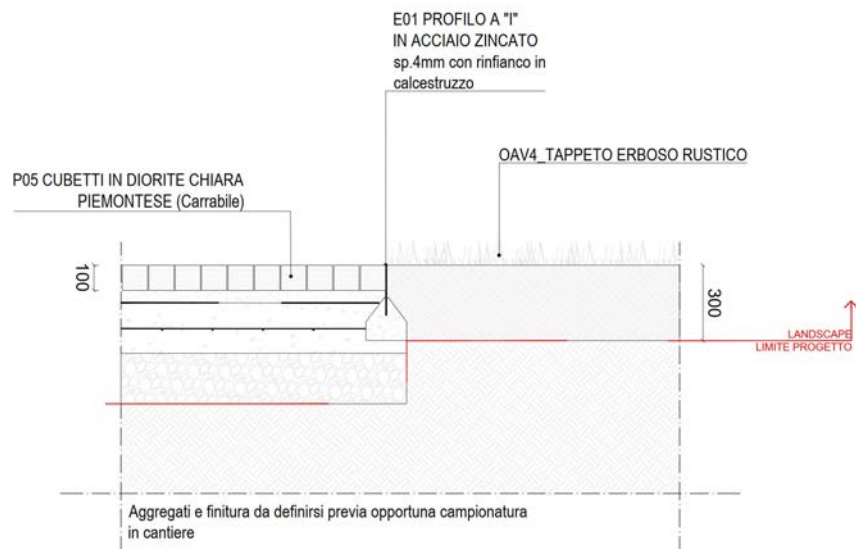 E01 PROFILO A "I"
IN ACCIAIO ZINCATO
sp.4mm con rinfianco in
calcestruzzo
OAV4_TAPPETO ERBOSO RUSTICO
P05 CUBETTI IN DIORITE CHIARA
PIEMONTESE (Carrabile)
100
300
LANDSCAPE
LIMITE PROGETTO
Aggregati e finitura da definirsi previa opportuna campionatura
in cantiere